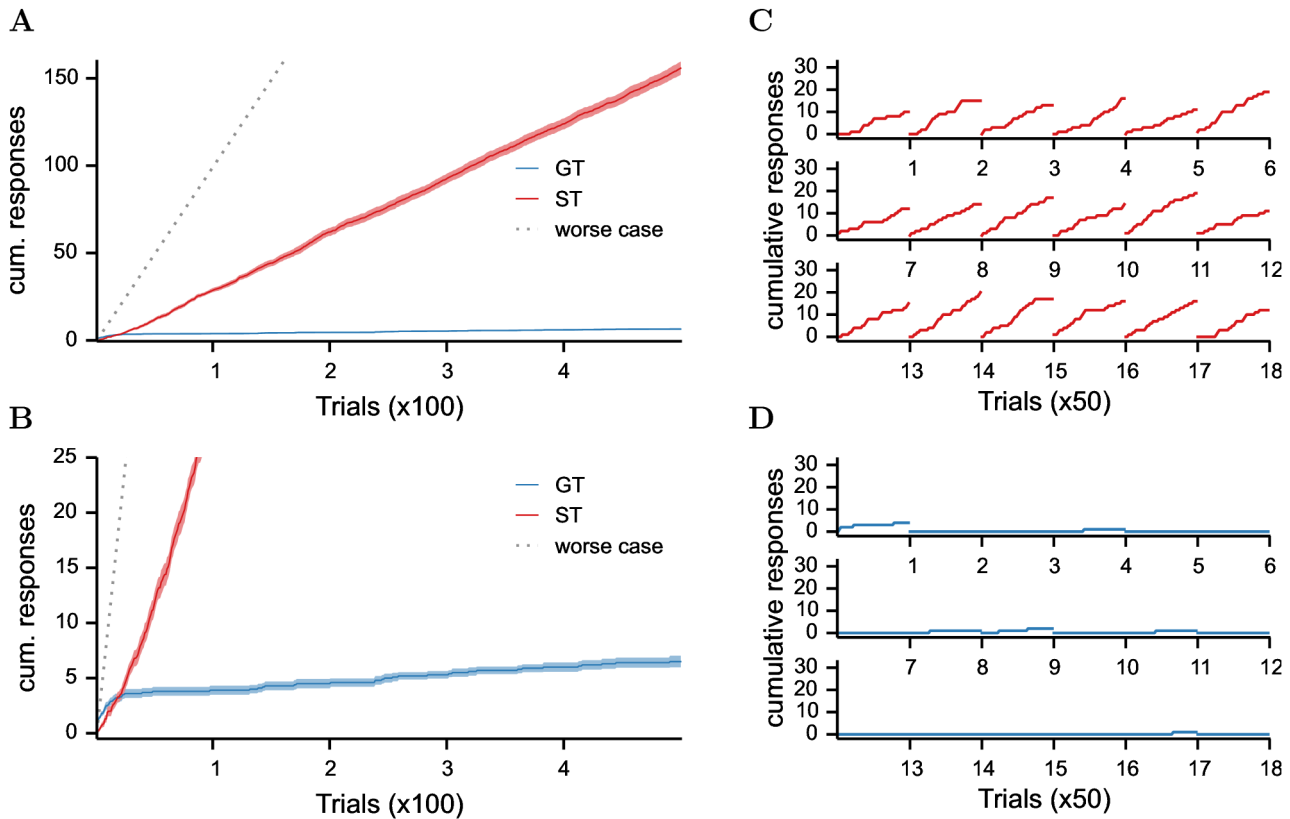 A
cum. responses
150
100
50
0
GT
ST
worse case
1 2 3 4
Trials (x100)
B
cum. responses
25
20
15
10
5
0
GT
ST
worse case
1 2 3 4
Trials (x100)
C
cumulative responses
30
20
10
0
1 2 3 4 5 6
30
20
10
0
7 8 9 10 11 12
30
20
10
0
13 14 15 16 17 18
Trials (x50)
D
cumulative responses
30
20
10
0
1 2 3 4 5 6
30
20
10
0
7 8 9 10 11 12
30
20
10
0
13 14 15 16 17 18
Trials (x50)